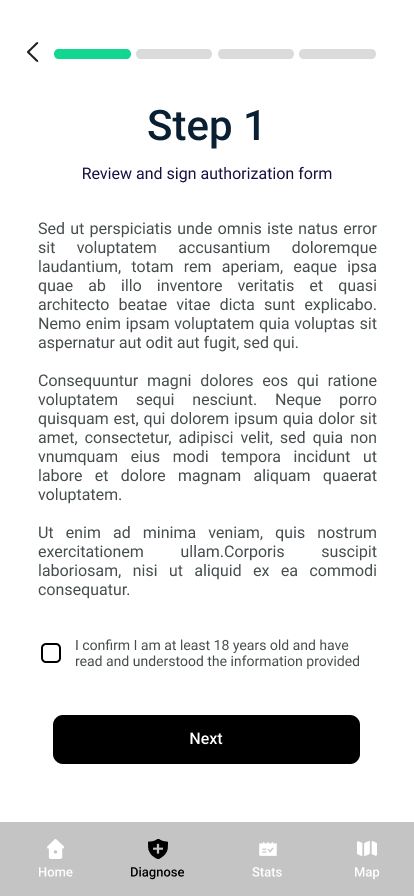 Step 1
Review and sign authorization form
Sed ut perspiciatis unde omnis iste natus error
sit voluptatem accusantium doloremque
laudantium, totam rem aperiam, eaque ipsa
quae ab illo inventore veritatis et quasi
architecto beatae vitae dicta sunt explicabo.
Nemo enim ipsam voluptatem quia voluptas sit
aspernatur aut odit aut fugit, sed qui.
Consequuntur magni dolores eos qui ratione
voluptatem sequi nesciunt. Neque porro
quisquam est, qui dolorem ipsum quia dolor sit
amet, consectetur, adipisci velit, sed quia non
vnumquam eius modi tempora incidunt ut
labore et dolore magnam aliquam quaerat
voluptatem.
Ut enim ad minima veniam, quis nostrum
exercitationem ullam.Corporis suscipit
laboriosam, nisi ut aliquid ex ea commodi
consequatur.
I confirm I am at least 18 years old and have
read and understood the information provided
Next
Home Diagnose Stats Map